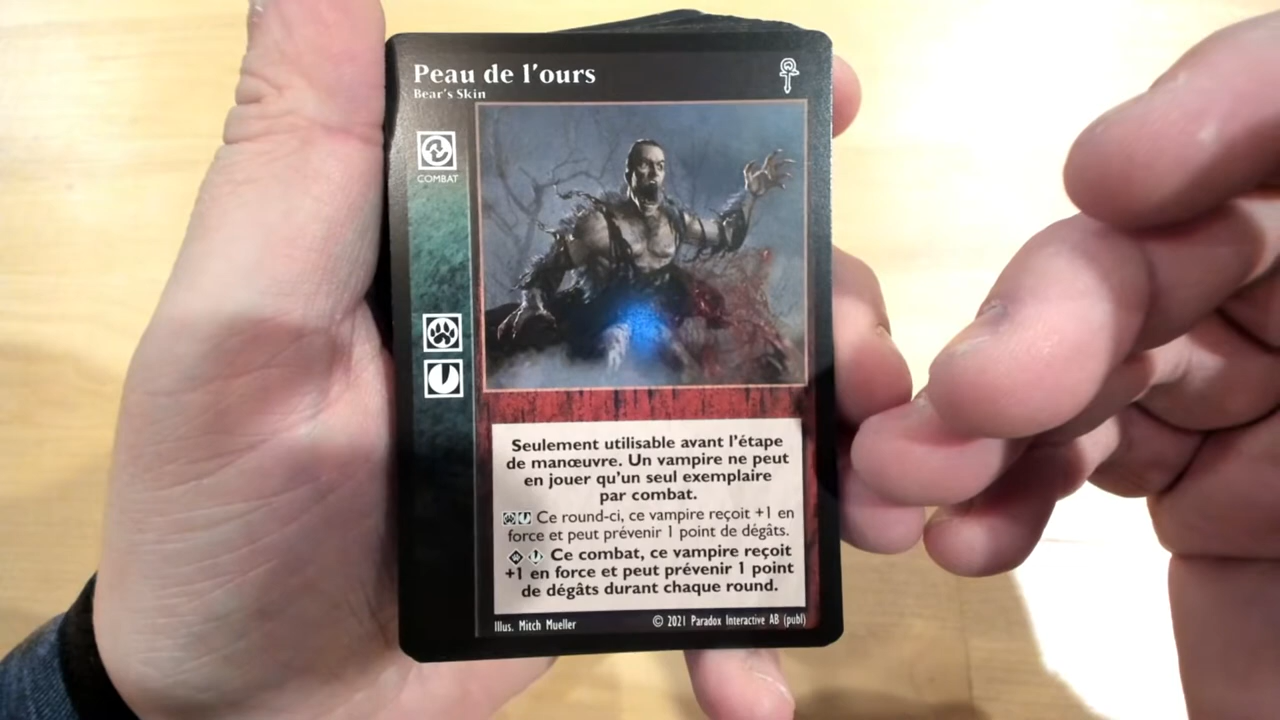 Peau de l'ours
Bear's Skin
COMBAT
Seulement utilisable avant l'étape
de manœuvre. Un vampire ne peut
en jouer qu'un seul exemplaire
par combat.
Ce round-ci, ce vampire reçoit +1 en
force et peut prévenir 1 point de dégâts.
Ce combat, ce vampire reçoit
+1 en force et peut prévenir 1 point
de dégâts durant chaque round.
Illus. Mitch Mueller © 2021 Paradox Interactive AB (publ)